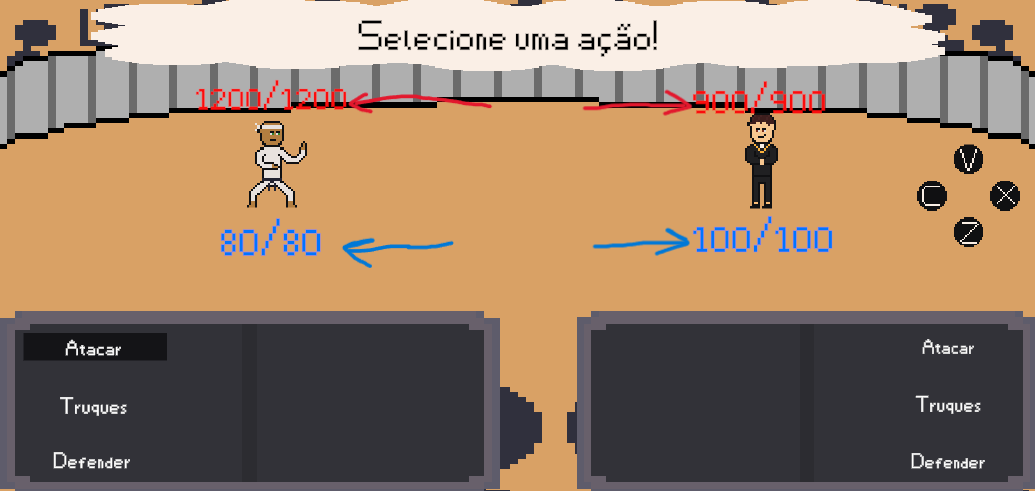 Selecione uma ação!
1200/1200
900/900
V
C
X
Z
80/80
100/100
Atacar
Truques
Defender
Atacar
Truques
Defender